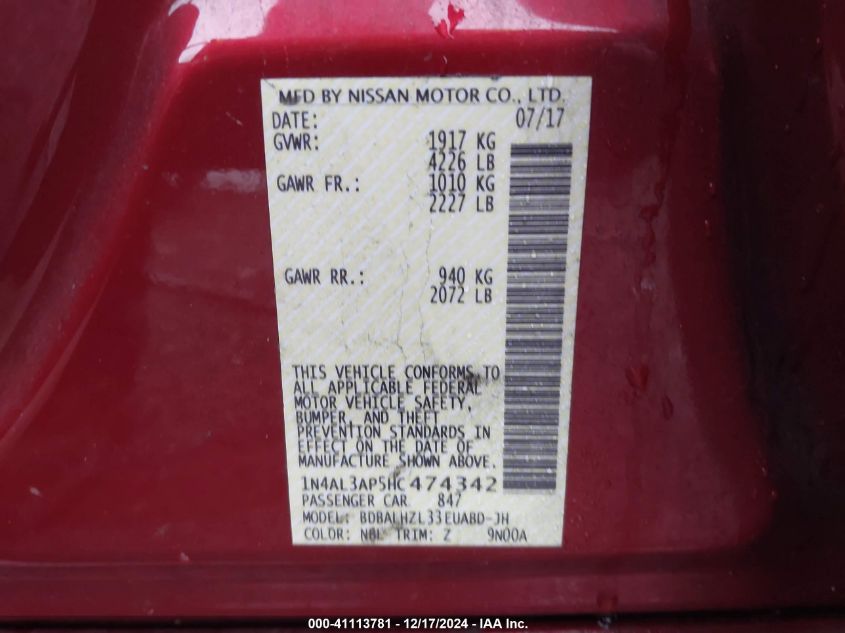 MFD BY NISSAN MOTOR CO., LTD.
DATE: 07/17
GVWR: 1917 KG
4226 LB
GAWR FR.: 1010 KG
2227 LB
GAWR RR.: 940 KG
2072 LB
THIS VEHICLE CONFORMS TO
ALL APPLICABLE FEDERAL
MOTOR VEHICLE SAFETY,
BUMPER, AND THEFT
PREVENTION STANDARDS IN
EFFECT ON THE DATE OF
MANUFACTURE SHOWN ABOVE.
1N4AL3AP5HC474342
PASSENGER CAR 847
MODEL: BDBALHZL33EUABD-JH
COLOR: NBL TRIM: Z 9N00A
000-41113781 - 12/17/2024 - IAA Inc.